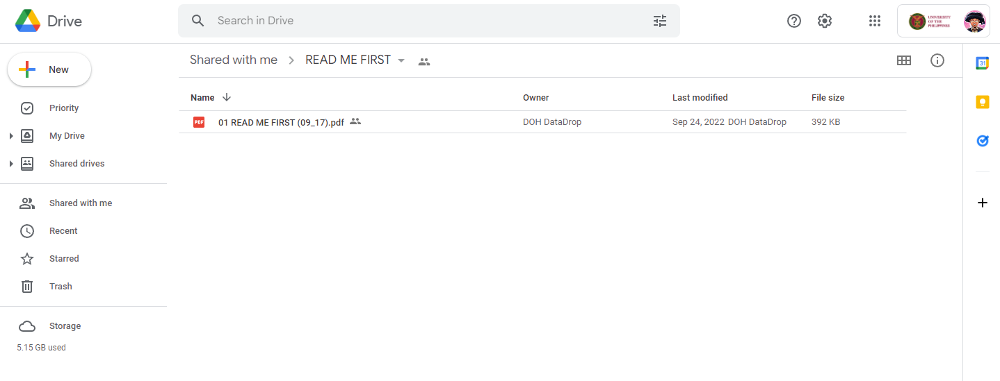 Drive
Search in Drive
UNIVERSITY
OF THE
PHILIPPINES
New
Shared with me
READ ME FIRST
31
Priority
Name
Owner
Last modified
File size
PDF
01 READ ME FIRST (09_17).pdf
DOH DataDrop
Sep 24, 2022 DOH DataDrop
392 KB
My Drive
Shared drives
Shared with me
Recent
Starred
Trash
Storage
5.15 GB used